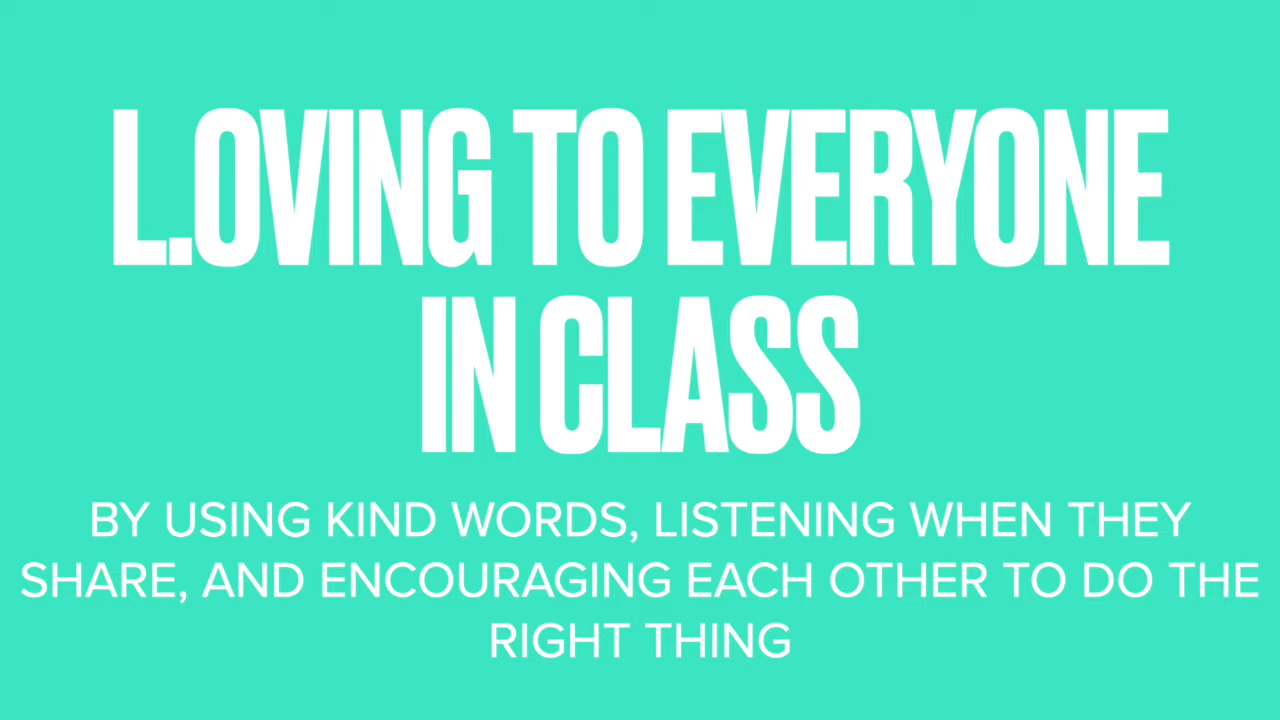 L.OVING TO EVERYONE
IN CLASS
BY USING KIND WORDS, LISTENING WHEN THEY
SHARE, AND ENCOURAGING EACH OTHER TO DO THE
RIGHT THING